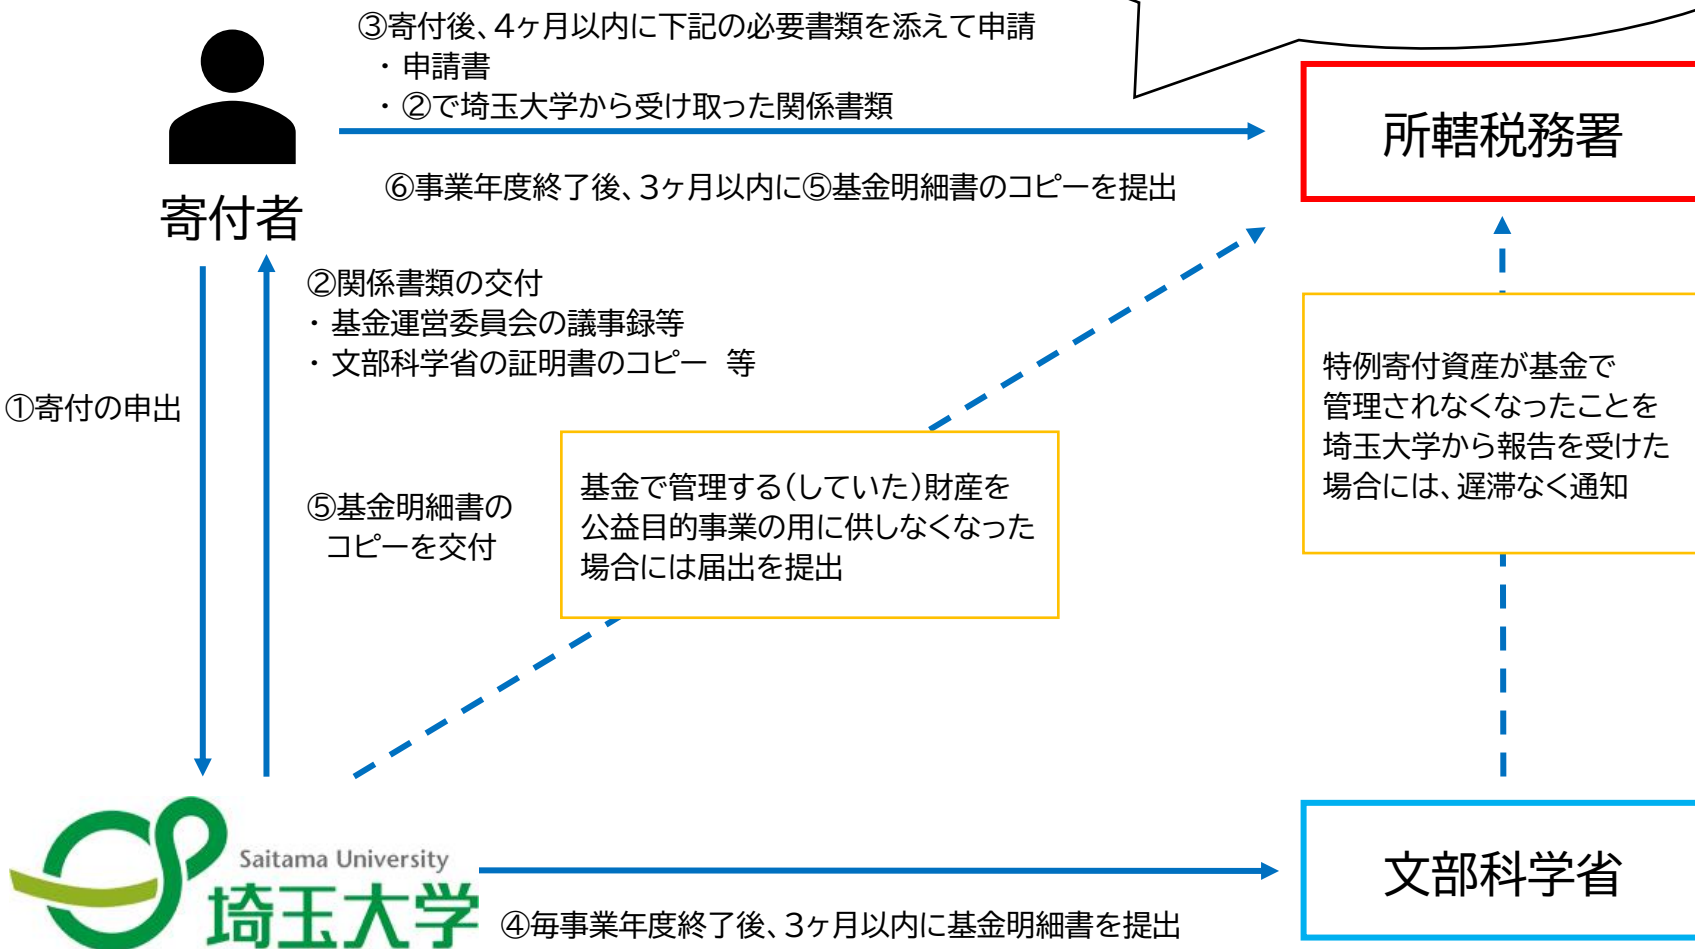 ③寄付後、4ヶ月以内に下記の必要書類を添えて申請
・申請書
・②で埼玉大学から受け取った関係書類
所轄税務署
⑥事業年度終了後、3ヶ月以内に⑤基金明細書のコピーを提出
寄付者
②関係書類の交付
・基金運営委員会の議事録等
・文部科学省の証明書のコピー 等
①寄付の申出
特例寄付資産が基金で
管理されなくなったことを
埼玉大学から報告を受けた
場合には、遅滞なく通知
⑤基金明細書の
コピーを交付
基金で管理する(していた)財産を
公益目的事業の用に供しなくなった
場合には届出を提出
Saitama University
埼玉大学
④毎事業年度終了後、3ヶ月以内に基金明細書を提出
文部科学省